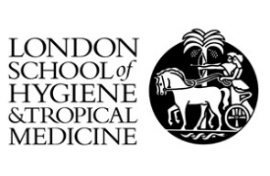 LONDON
SCHOOL of
HYGIENE
& TROPICAL
MEDICINE